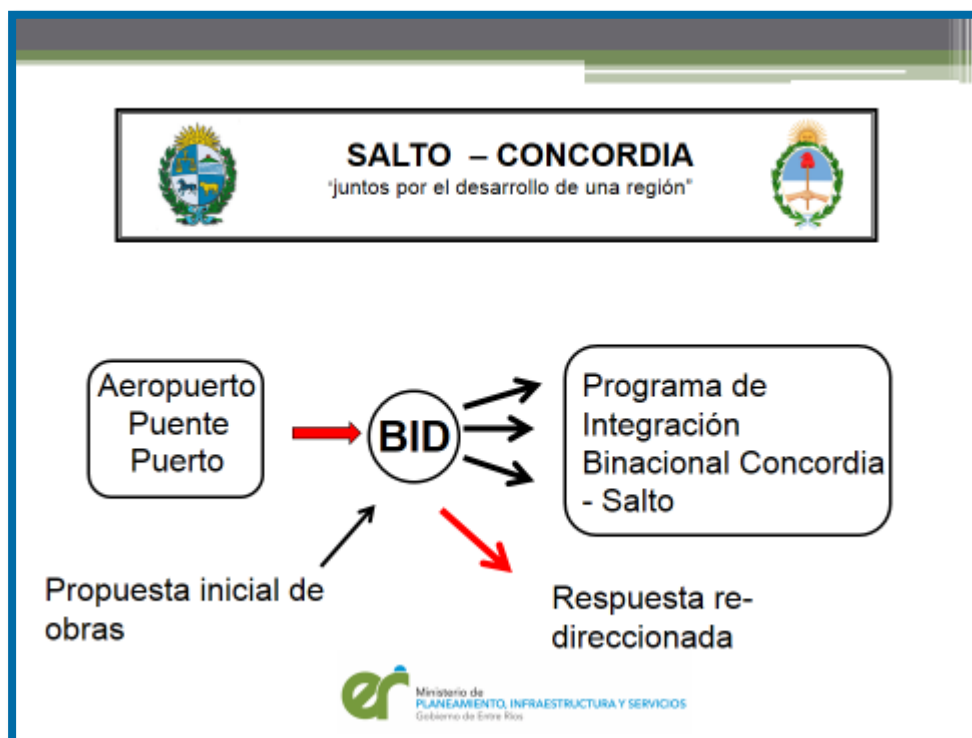 SALTO – CONCORDIA
“juntos por el desarrollo de una región”
Aeropuerto
Puente
Puerto
BID
Programa de
Integración
Binacional Concordia
- Salto
Propuesta inicial de
obras
Respuesta re-
direccionada
er
Ministerio de
PLANEAMIENTO, INFRAESTRUCTURA Y SERVICIOS
Gobierno de Entre Ríos